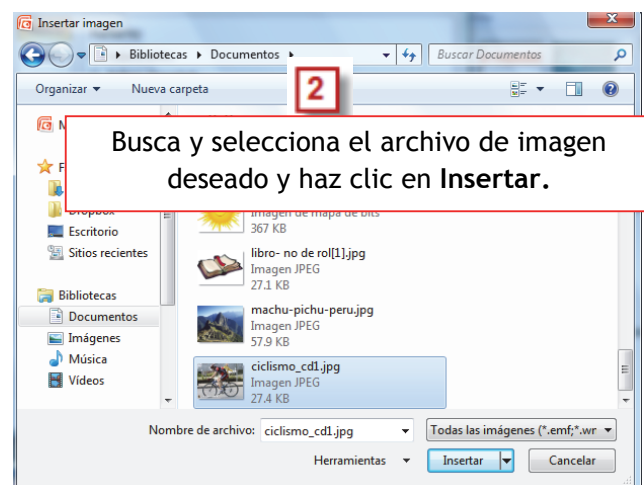 Insertar imagen
Bibliotecas Documentos
Buscar Documentos
Organizar Nueva carpeta
2
Busca y selecciona el archivo de imagen
deseado y haz clic en Insertar.
Dropbox
Imagen de mapa de bits
367 KB
Escritorio
Sitios recientes
libro- no de rol[1].jpg
Imagen JPEG
27.1 KB
Bibliotecas
Documentos
Imágenes
Música
Vídeos
machu-pichu-peru.jpg
Imagen JPEG
57.9 KB
ciclismo_cd1.jpg
Imagen JPEG
27.4 KB
Nombre de archivo: ciclismo_cd1.jpg Todas las imágenes (*.emf;*.wr
Herramientas Insertar Cancelar